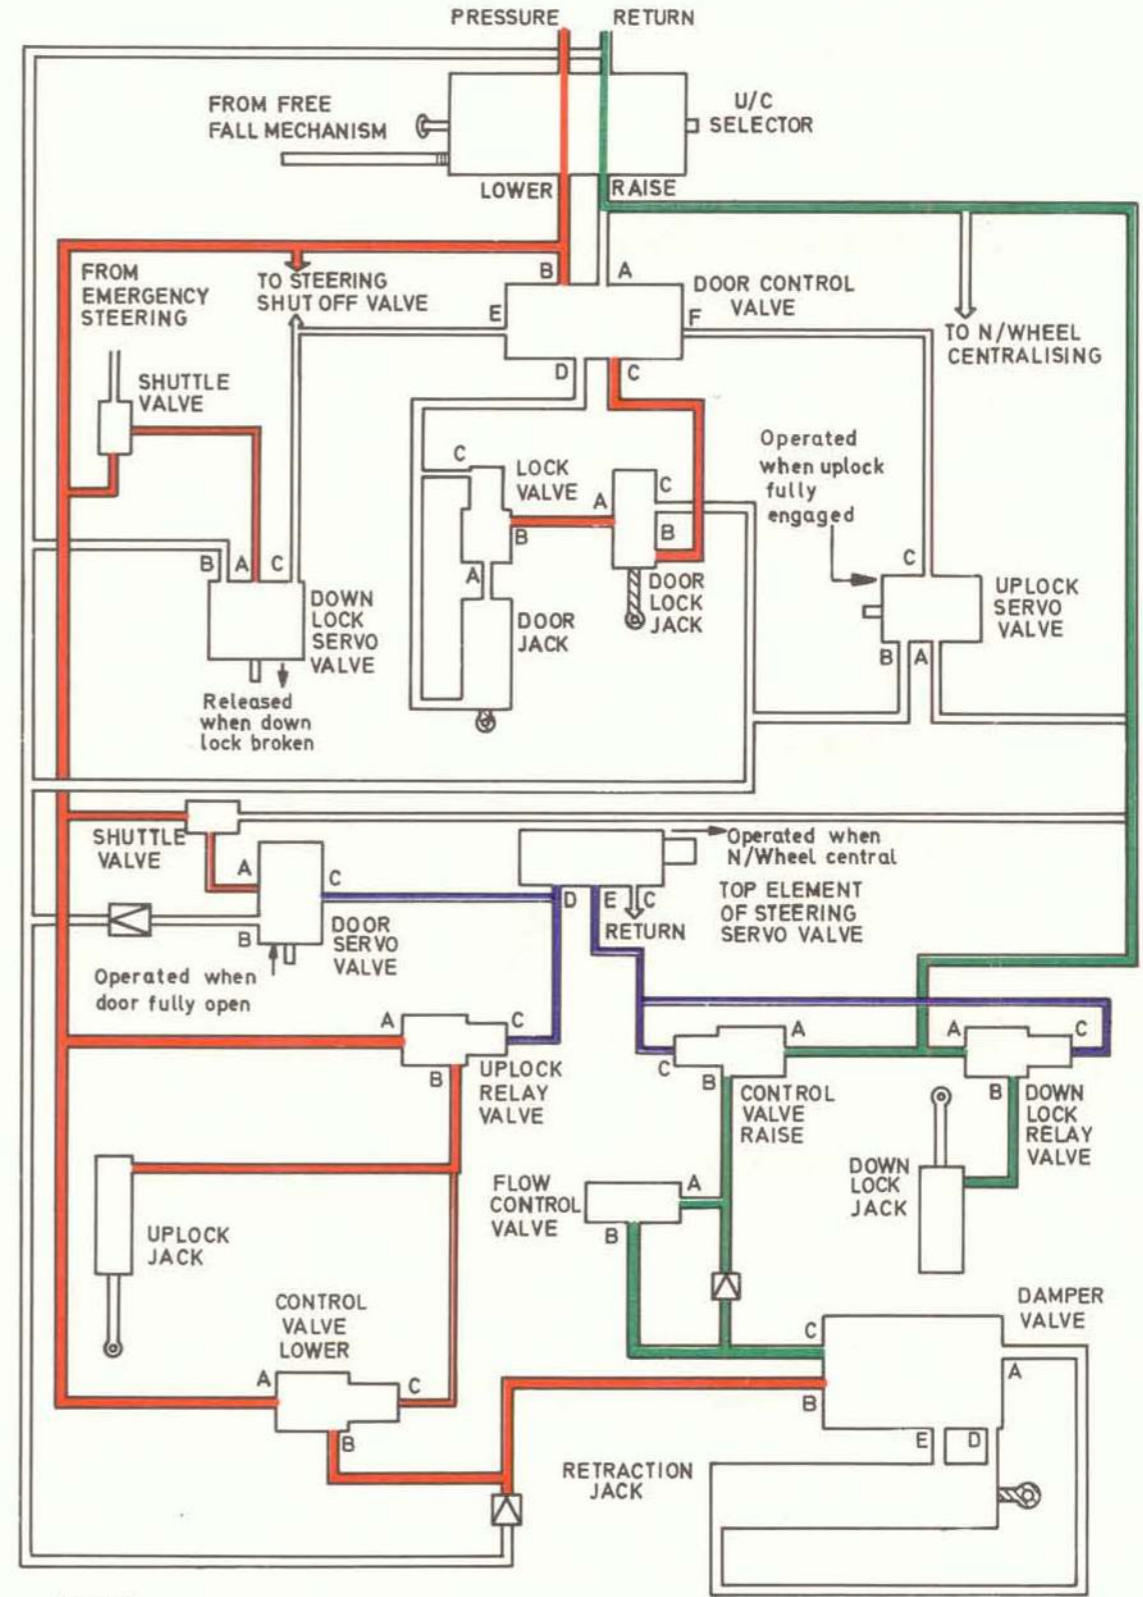 PRESSURE
RETURN
FROM FREE
FALL MECHANISM
U/C
SELECTOR
LOWER
RAISE
FROM
EMERGENCY
STEERING
TO STEERING
SHUT OFF VALVE
B
A
DOOR CONTROL
VALVE
E
F
D
C
TO N/WHEEL
CENTRALISING
SHUTTLE
VALVE
C
LOCK
VALVE
A
B
A
C
B
Operated
when uplock
fully
engaged
B
A
C
DOWN
LOCK
SERVO
VALVE
DOOR
JACK
DOOR
LOCK
JACK
C
UPLOCK
SERVO
VALVE
B
A
Released
when down
lock broken
SHUTTLE
VALVE
A
C
B
DOOR
SERVO
VALVE
Operated when
door fully open
Operated when
N/Wheel central
D
E
C
RETURN
TOP ELEMENT
OF STEERING
SERVO VALVE
A
C
B
UPLOCK
RELAY
VALVE
A
C
B
CONTROL
VALVE
RAISE
A
C
B
DOWN
LOCK
RELAY
VALVE
FLOW
CONTROL
VALVE
A
B
DOWN
LOCK
JACK
UPLOCK
JACK
CONTROL
VALVE
LOWER
A
C
B
DAMPER
VALVE
C
A
B
E
D
RETRACTION
JACK